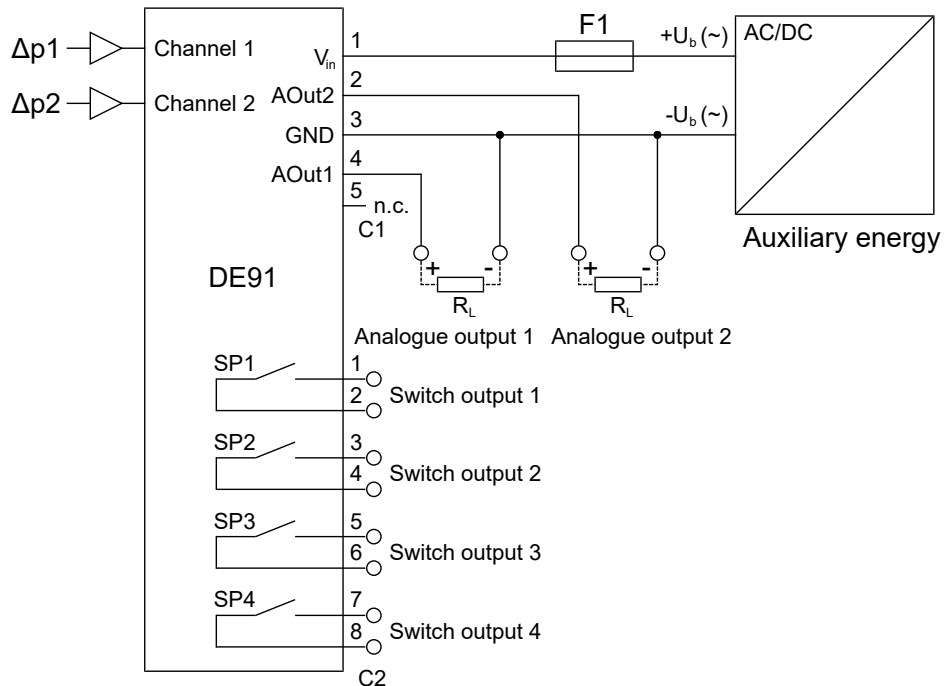 F1
Δp1
Channel 1
1
V_in
+U_b (~)
AC/DC
2
Δp2
Channel 2
AOut2
3
GND
-U_b (~)
4
AOut1
5
n.c.
C1
Auxiliary energy
DE91
+ -
+ -
R_L
R_L
Analogue output 1
Analogue output 2
SP1
1
2
Switch output 1
SP2
3
4
Switch output 2
SP3
5
6
Switch output 3
SP4
7
8
Switch output 4
C2